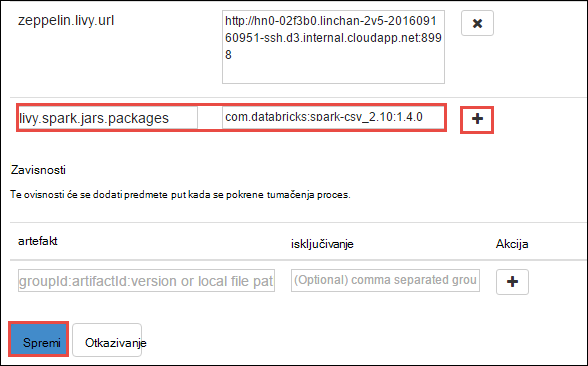 zeppelin.livy.url
http://hn0-02f3b0.linchan-2v5-2016091
60951-ssh.d3.internal.cloudapp.net:899
8
livy.spark.jars.packages com.databricks:spark-csv_2.10:1.4.0
Zavisnosti
Te ovisnosti će se dodati predmete put kada se pokrene tumačenja proces.
artefakt isključivanje Akcija
groupId:artifactId:version or local file pat (Optional) comma separated grou
Spremi Otkazivanje